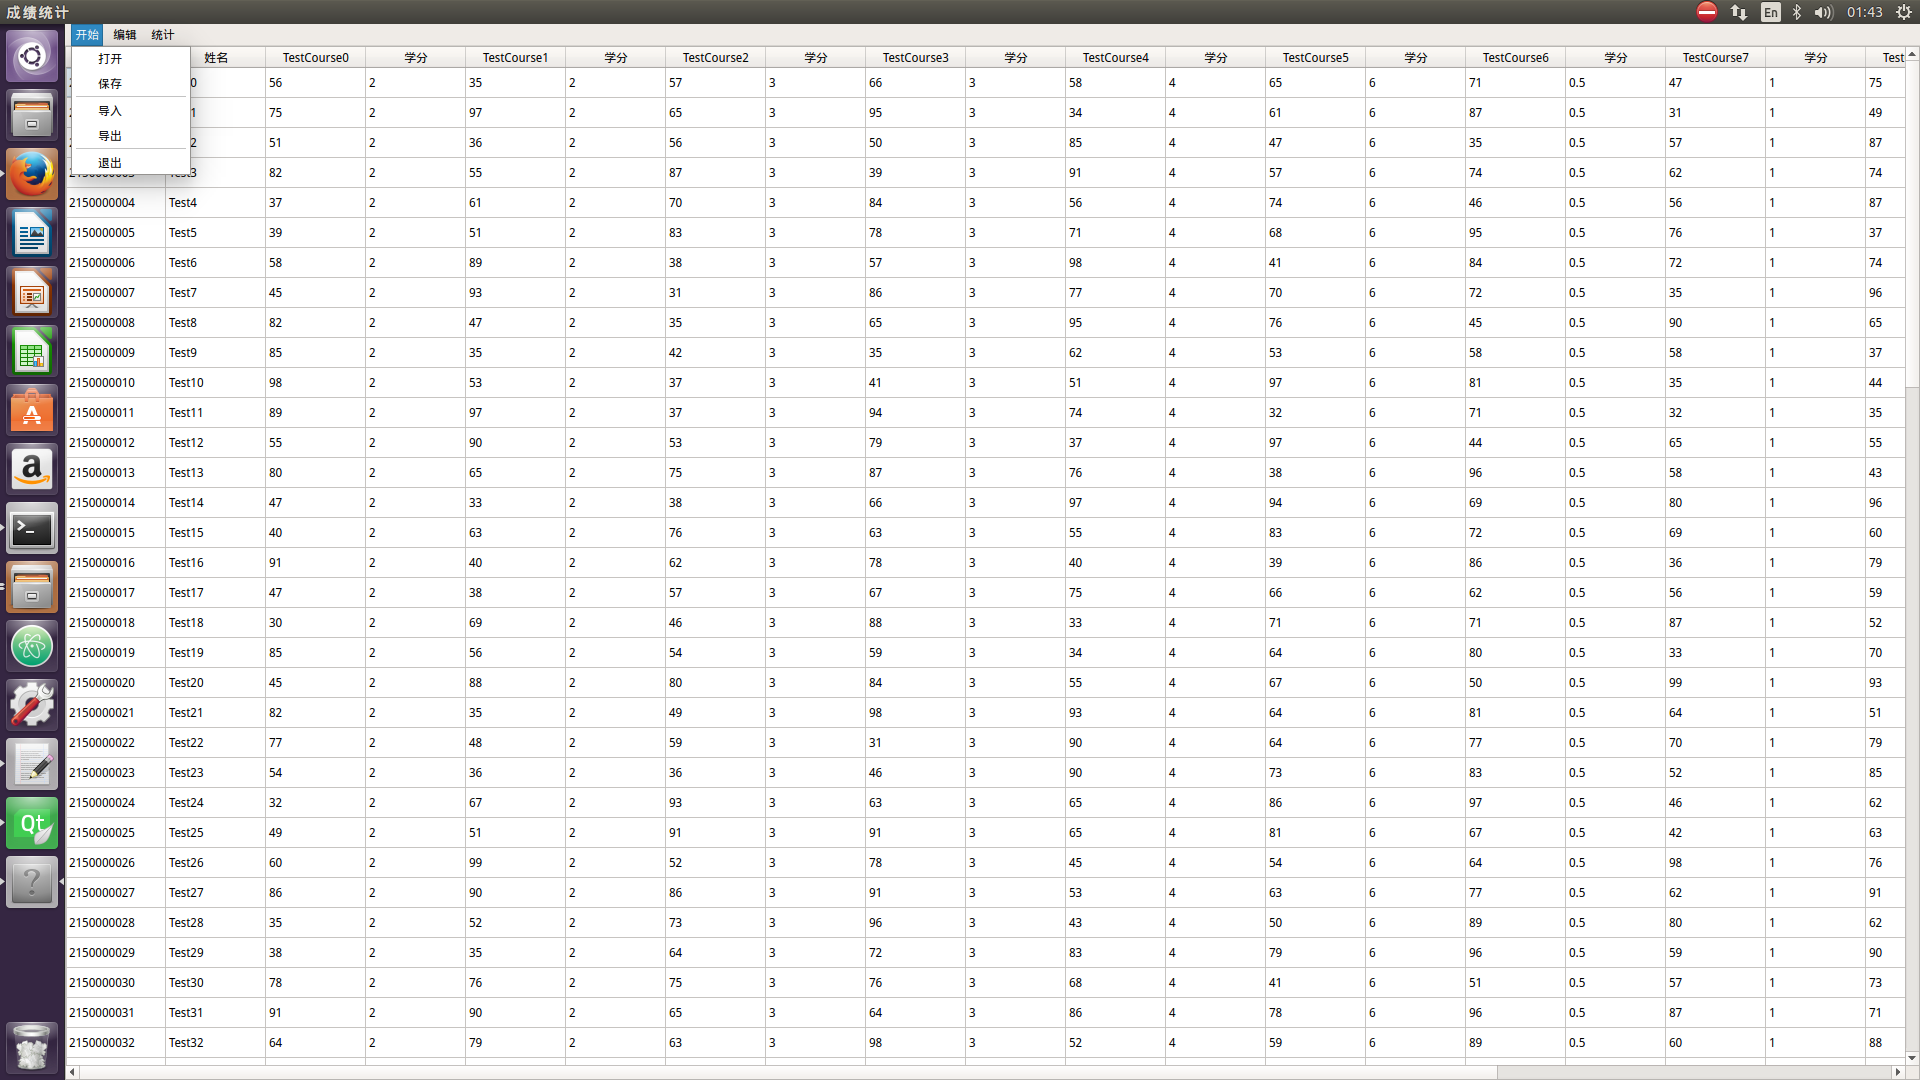 成绩统计 En 01:43
开始 编辑 统计
打开
保存
导入
导出
退出
姓名 TestCourse0 学分 TestCourse1 学分 TestCourse2 学分 TestCourse3 学分 TestCourse4 学分 TestCourse5 学分 TestCourse6 学分 TestCourse7 学分 Test
0 56 2 35 2 57 3 66 3 58 4 65 6 71 0.5 47 1 75
1 75 2 97 2 65 3 95 3 34 4 61 6 87 0.5 31 1 49
2 51 2 36 2 56 3 50 3 85 4 47 6 35 0.5 57 1 87
82 2 55 2 87 3 39 3 91 4 57 6 74 0.5 62 1 74
2150000004 Test4 37 2 61 2 70 3 84 3 56 4 74 6 46 0.5 56 1 87
2150000005 Test5 39 2 51 2 83 3 78 3 71 4 68 6 95 0.5 76 1 37
2150000006 Test6 58 2 89 2 38 3 57 3 98 4 41 6 84 0.5 72 1 74
2150000007 Test7 45 2 93 2 31 3 86 3 77 4 70 6 72 0.5 35 1 96
2150000008 Test8 82 2 47 2 35 3 65 3 95 4 76 6 45 0.5 90 1 65
2150000009 Test9 85 2 35 2 42 3 35 3 62 4 53 6 58 0.5 58 1 37
2150000010 Test10 98 2 53 2 37 3 41 3 51 4 97 6 81 0.5 35 1 44
2150000011 Test11 89 2 97 2 37 3 94 3 74 4 32 6 71 0.5 32 1 35
2150000012 Test12 55 2 90 2 53 3 79 3 37 4 97 6 44 0.5 65 1 55
2150000013 Test13 80 2 65 2 75 3 87 3 76 4 38 6 96 0.5 58 1 43
2150000014 Test14 47 2 33 2 38 3 66 3 97 4 94 6 69 0.5 80 1 96
2150000015 Test15 40 2 63 2 76 3 63 3 55 4 83 6 72 0.5 69 1 60
2150000016 Test16 91 2 40 2 62 3 78 3 40 4 39 6 86 0.5 36 1 79
2150000017 Test17 47 2 38 2 57 3 67 3 75 4 66 6 62 0.5 56 1 59
2150000018 Test18 30 2 69 2 46 3 88 3 33 4 71 6 71 0.5 87 1 52
2150000019 Test19 85 2 56 2 54 3 59 3 34 4 64 6 80 0.5 33 1 70
2150000020 Test20 45 2 88 2 80 3 84 3 55 4 67 6 50 0.5 99 1 93
2150000021 Test21 82 2 35 2 49 3 98 3 93 4 64 6 81 0.5 64 1 51
2150000022 Test22 77 2 48 2 59 3 31 3 90 4 64 6 77 0.5 70 1 79
2150000023 Test23 54 2 36 2 36 3 46 3 90 4 73 6 83 0.5 52 1 85
2150000024 Test24 32 2 67 2 93 3 63 3 65 4 86 6 97 0.5 46 1 62
2150000025 Test25 49 2 51 2 91 3 91 3 65 4 81 6 67 0.5 42 1 63
2150000026 Test26 60 2 99 2 52 3 78 3 45 4 54 6 64 0.5 98 1 76
2150000027 Test27 86 2 90 2 86 3 91 3 53 4 63 6 77 0.5 62 1 91
2150000028 Test28 35 2 52 2 73 3 96 3 43 4 50 6 89 0.5 80 1 62
2150000029 Test29 38 2 35 2 64 3 72 3 83 4 79 6 96 0.5 59 1 90
2150000030 Test30 78 2 76 2 75 3 76 3 68 4 41 6 51 0.5 57 1 73
2150000031 Test31 91 2 90 2 65 3 64 3 86 4 78 6 96 0.5 87 1 71
2150000032 Test32 64 2 79 2 63 3 98 3 52 4 59 6 89 0.5 60 1 88
Qt